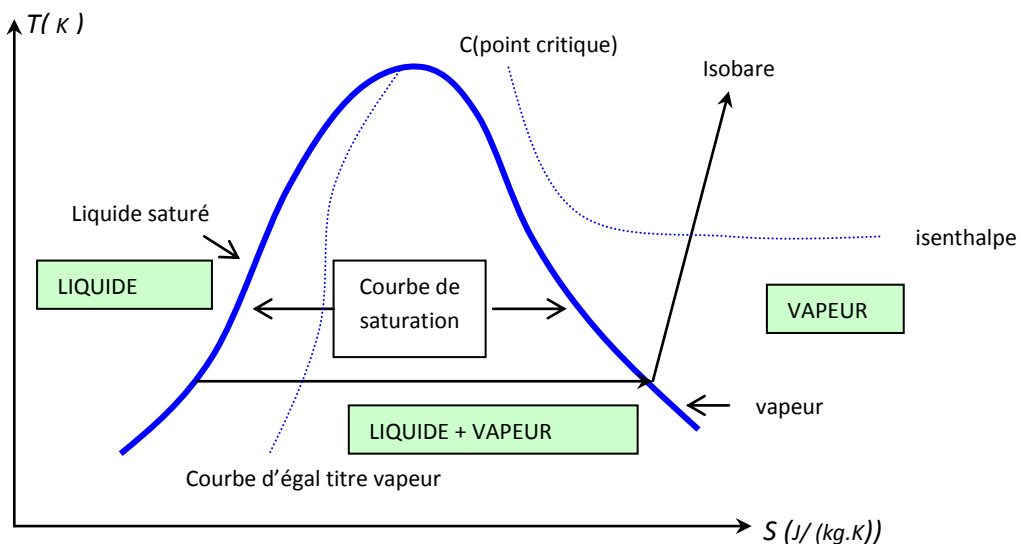 T( K )
C(point critique)
Isobare
Liquide saturé
isenthalpe
LIQUIDE
Courbe de
saturation
VAPEUR
vapeur
LIQUIDE + VAPEUR
Courbe d’égal titre vapeur
S (J/ (kg.K))